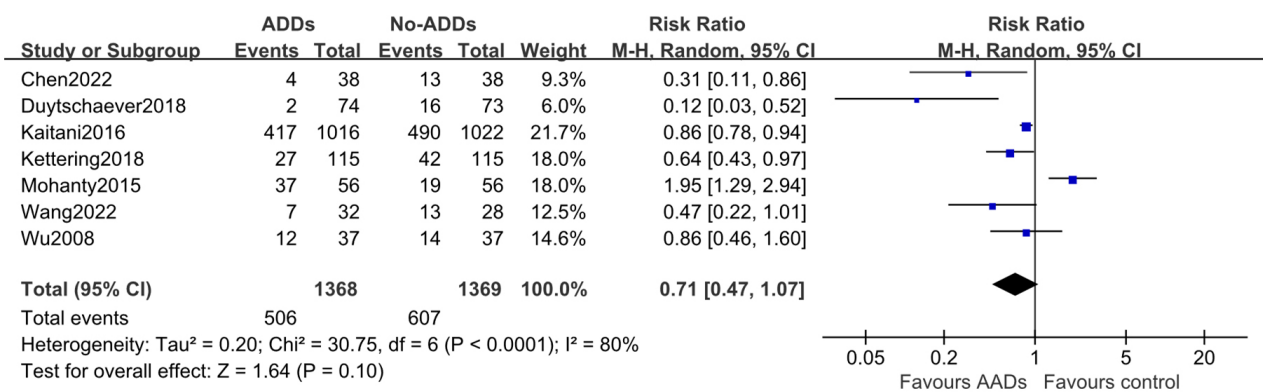 ADDs No-ADDs Risk Ratio Risk Ratio
Study or Subgroup Events Total Events Total Weight M-H, Random, 95% CI M-H, Random, 95% CI
Chen2022 4 38 13 38 9.3% 0.31 [0.11, 0.86]
Duytschaever2018 2 74 16 73 6.0% 0.12 [0.03, 0.52]
Kaitani2016 417 1016 490 1022 21.7% 0.86 [0.78, 0.94]
Kettering2018 27 115 42 115 18.0% 0.64 [0.43, 0.97]
Mohanty2015 37 56 19 56 18.0% 1.95 [1.29, 2.94]
Wang2022 7 32 13 28 12.5% 0.47 [0.22, 1.01]
Wu2008 12 37 14 37 14.6% 0.86 [0.46, 1.60]
Total (95% CI) 1368 1369 100.0% 0.71 [0.47, 1.07]
Total events 506 607
Heterogeneity: Tau² = 0.20; Chi² = 30.75, df = 6 (P < 0.0001); I² = 80%
Test for overall effect: Z = 1.64 (P = 0.10)
0.05 0.2 1 5 20
Favours AADs Favours control